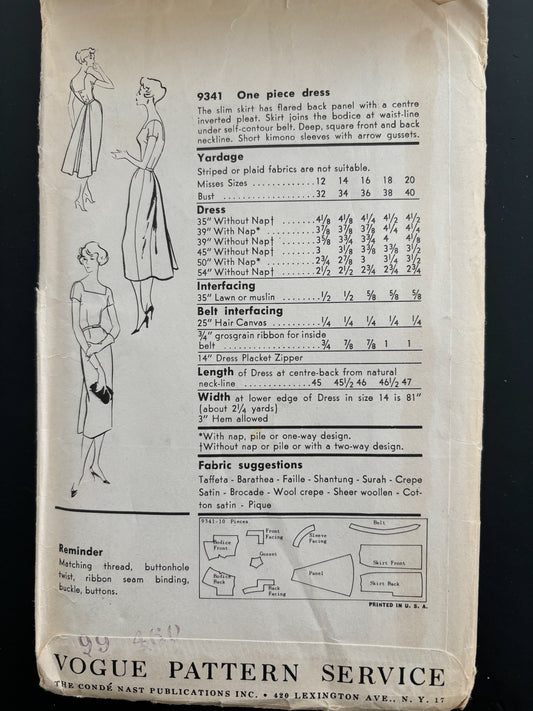 9341 One piece dress
The slim skirt has flared back panel with a centre
inverted pleat. Skirt joins the bodice at waist-line
under self-contour belt. Deep, square front and back
neckline. Short kimono sleeves with arrow gussets.
Yardage
Striped or plaid fabrics are not suitable.
Misses Sizes ............ 12 14 16 18 20
Bust .................... 32 34 36 38 40
Dress
35" Without Nap† ....... 4⅛ 4⅛ 4¼ 4½ 4½
39" With Nap* .......... 3⅞ 3⅞ 3⅞ 4¼ 4¼
39" Without Nap† ....... 3⅝ 3¾ 3¾ 4 4⅛
45" Without Nap† ....... 3 3⅛ 3⅜ 3⅜ 3½
50" With Nap* .......... 2¾ 2⅞ 3 3¼ 3½
54" Without Nap† ....... 2½ 2½ 2¾ 2¾ 2¾
Interfacing
35" Lawn or muslin ........ ½ ½ ⅝ ⅝ ⅝
Belt interfacing
25" Hair Canvas .......... ¼ ¼ ¼ ¼ ¼
¾" grosgrain ribbon for inside
belt .................... ¾ ⅞ ⅞ 1 1
14" Dress Placket Zipper
Length of Dress at centre-back from natural
neck-line .............. 45 45½ 46 46½ 47
Width at lower edge of Dress in size 14 is 81"
(about 2¼ yards)
3" Hem allowed
*With nap, pile or one-way design.
†Without nap or pile or with a two-way design.
Fabric suggestions
Taffeta - Barathea - Faille - Shantung - Surah - Crepe
Satin - Brocade - Wool crepe - Sheer woollen - Cot-
ton satin - Pique
Reminder
Matching thread, buttonhole
twist, ribbon seam binding,
buckle, buttons.
9341-10 Pieces
Bodice
Front
Front
Facing
Sleeve
Facing
Belt
Gusset
Skirt Front
Bodice
Back
Back
Facing
Panel
Skirt Back
PRINTED IN U. S. A.
VOGUE PATTERN SERVICE
THE CONDÉ NAST PUBLICATIONS INC. • 420 LEXINGTON AVE., N. Y. 17